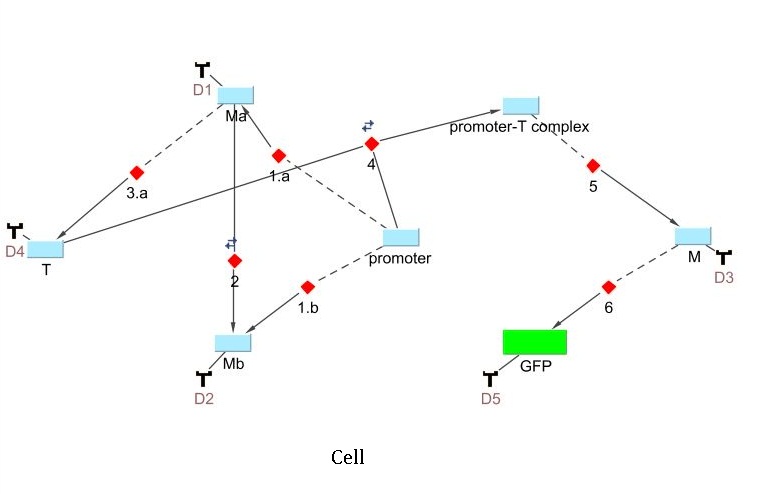 D1
Ma
promoter-T complex
4
1.a
5
3.a
D4
T
promoter
M
D3
2
1.b
6
Mb
GFP
D2
D5
Cell